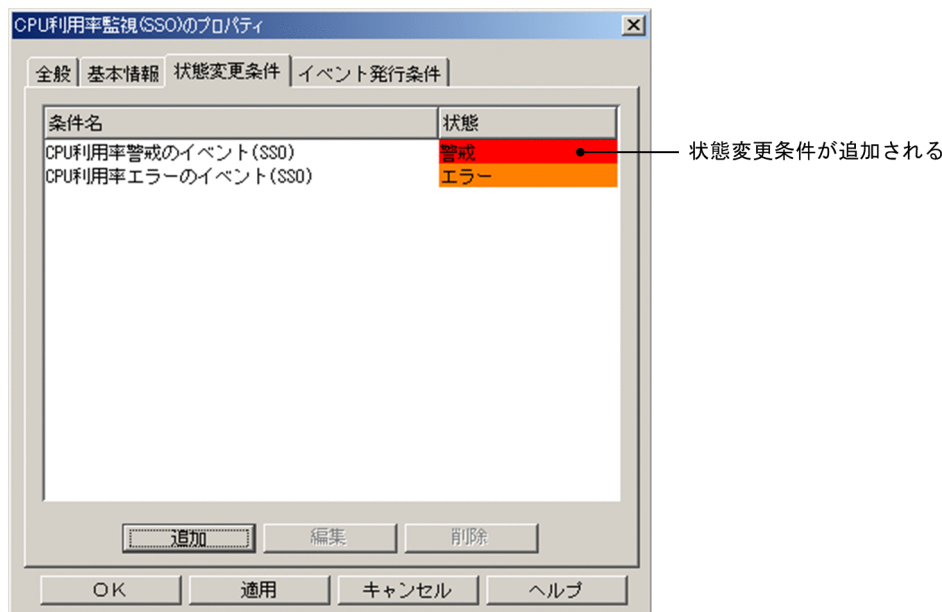 CPU利用率監視(SSO)のプロパティ
全般 基本情報 状態変更条件 イベント発行条件
条件名 状態
CPU利用率警戒のイベント(SSO) 警戒
状態変更条件が追加される
CPU利用率エラーのイベント(SSO) エラー
追加 編集 削除
OK 適用 キャンセル ヘルプ